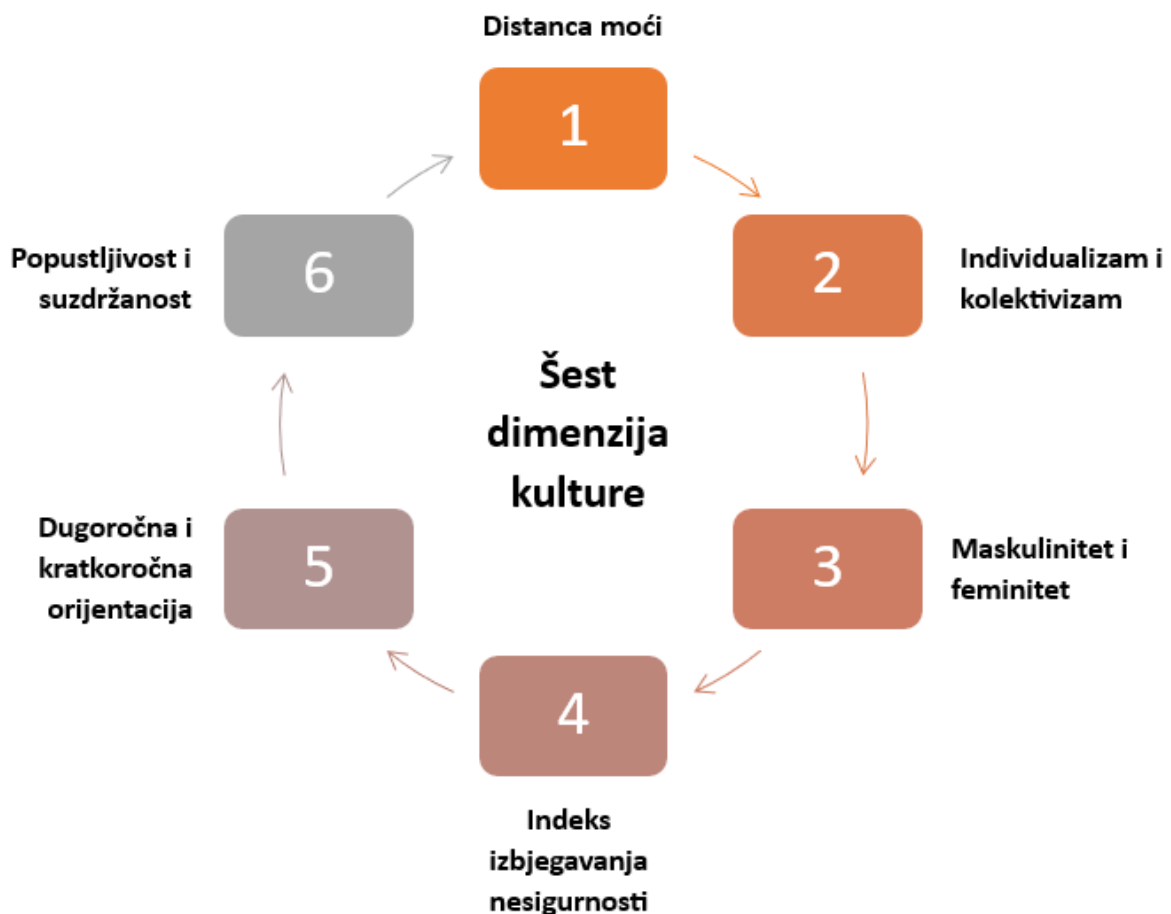 Distanca moći
1
2
Individualizam i
kolektivizam
3
Maskulinitet i
feminitet
4
Indeks
izbjegavanja
nesigurnosti
5
Dugoročna i
kratkoročna
orijentacija
6
Popustljivost i
suzdržanost
Šest
dimenzija
kulture